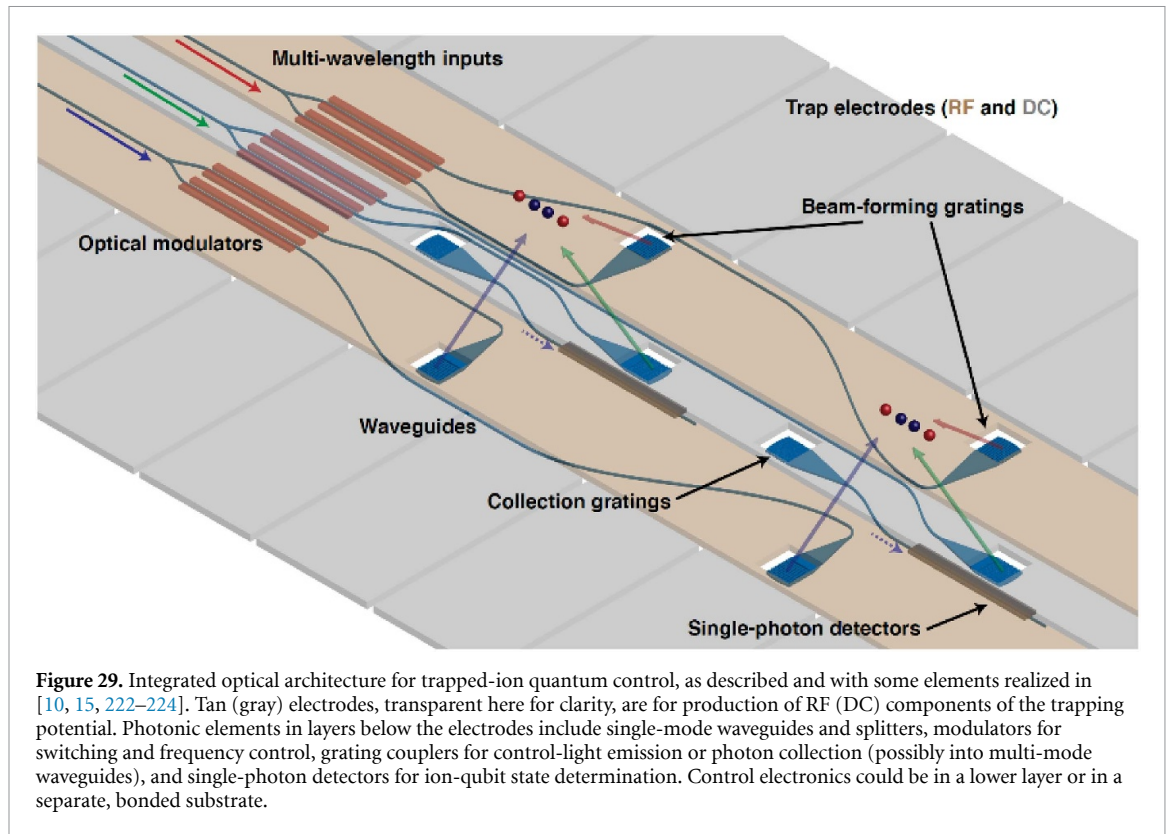 Multi-wavelength inputs
Trap electrodes (RF and DC)
Beam-forming gratings
Optical modulators
Waveguides
Collection gratings
Single-photon detectors
Figure 29. Integrated optical architecture for trapped-ion quantum control, as described and with some elements realized in
[10, 15, 222–224]. Tan (gray) electrodes, transparent here for clarity, are for production of RF (DC) components of the trapping
potential. Photonic elements in layers below the electrodes include single-mode waveguides and splitters, modulators for
switching and frequency control, grating couplers for control-light emission or photon collection (possibly into multi-mode
waveguides), and single-photon detectors for ion-qubit state determination. Control electronics could be in a lower layer or in a
separate, bonded substrate.